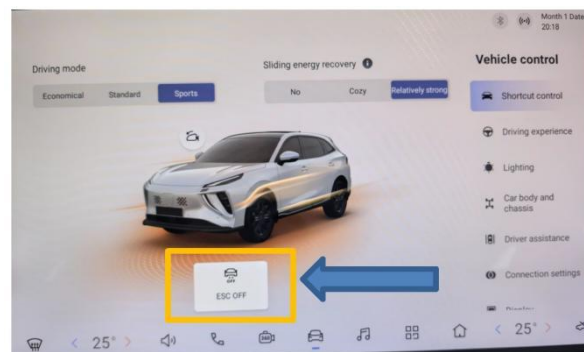 Month 1 Date
20:18
Driving mode
Economical Standard Sports
Sliding energy recovery
No Cozy Relatively strong
Vehicle control
Shortcut control
Driving experience
Lighting
Car body and
chassis
Driver assistance
Connection settings
OFF
ESC OFF
25°
360
25°